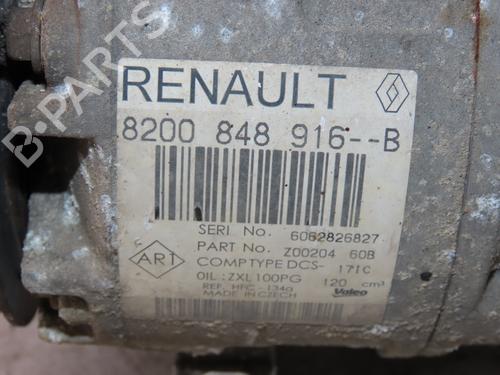 RENAULT
8200 848 916--B
SERI No. 6062826827
PART No. Z00204 60B
ART
COMPTYPE DCS- 171C
OIL : ZXL100PG 120 cm³
REF. HFC - 134a
MADE IN CZECH
Valeo